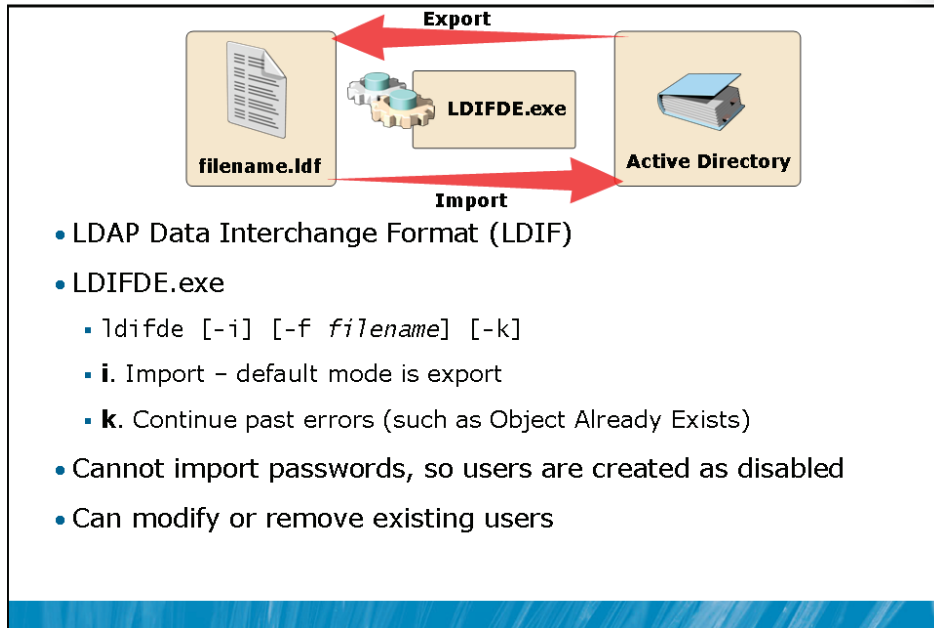 Export
LDIFDE.exe
filename.ldf
Active Directory
Import
• LDAP Data Interchange Format (LDIF)
• LDIFDE.exe
▪ ldifde [-i] [-f filename] [-k]
▪ i. Import – default mode is export
▪ k. Continue past errors (such as Object Already Exists)
• Cannot import passwords, so users are created as disabled
• Can modify or remove existing users